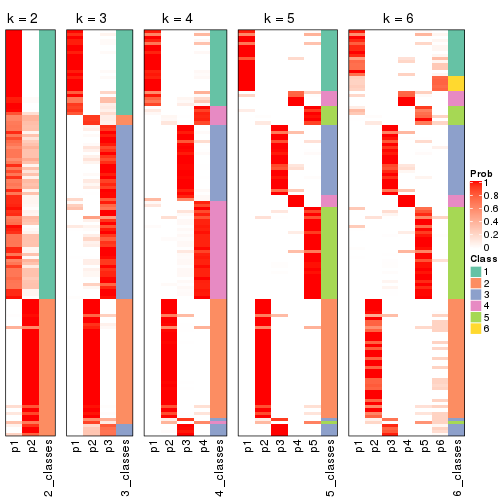 k = 2
k = 3
k = 4
k = 5
k = 6
Prob
1
0.8
0.6
0.4
0.2
0
Class
1
2
3
4
5
6
p1
p2
2_classes
p1
p2
p3
3_classes
p1
p2
p3
p4
4_classes
p1
p2
p3
p4
p5
5_classes
p1
p2
p3
p4
p5
p6
6_classes